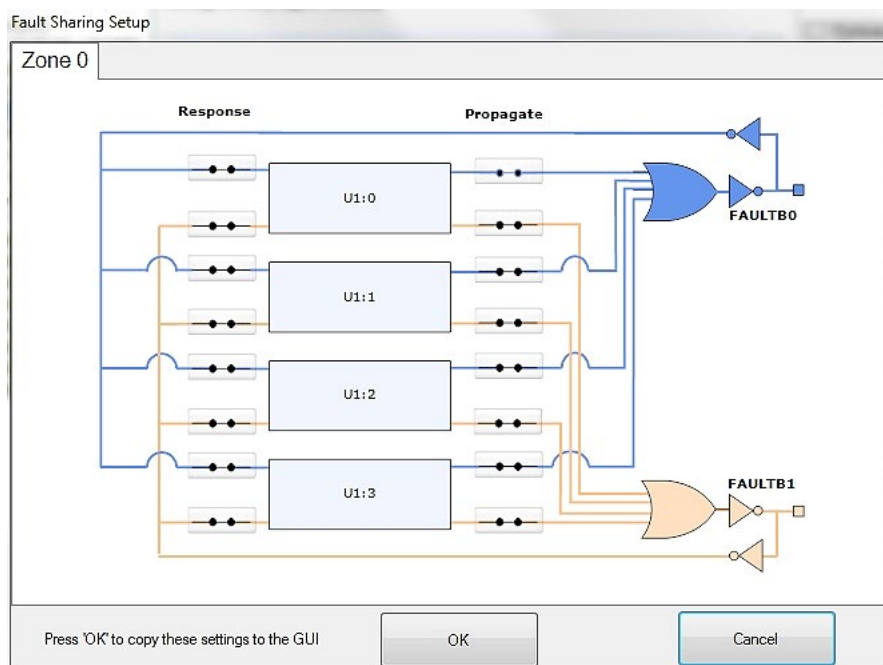 Fault Sharing Setup
Zone 0
Response
Propagate
U1:0
FAULTB0
U1:1
U1:2
U1:3
FAULTB1
Press 'OK' to copy these settings to the GUI
OK
Cancel